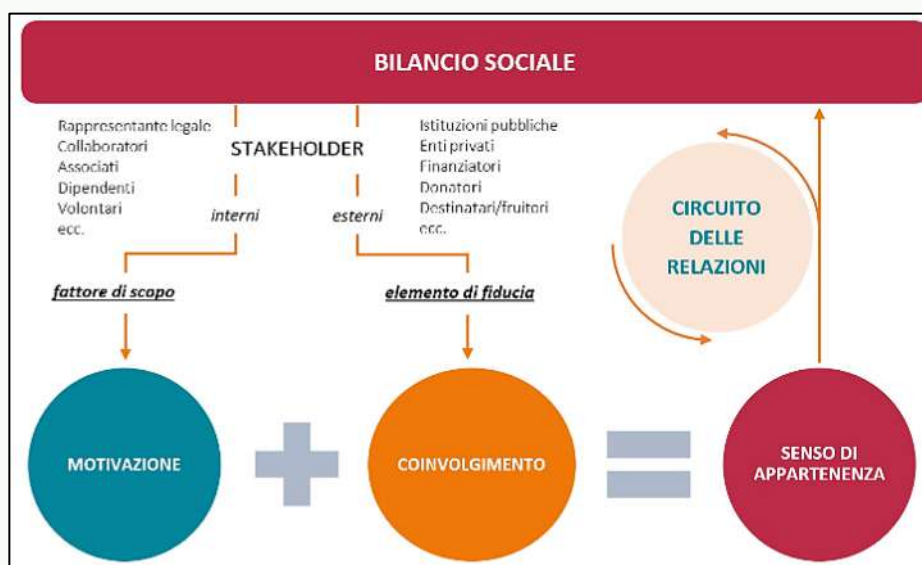 BILANCIO SOCIALE
Rappresentante legale
Collaboratori
Associati
Dipendenti
Volontari
ecc.
STAKEHOLDER
interni
esterni
Istituzioni pubbliche
Enti privati
Finanziatori
Donatori
Destinatari/fruitori
ecc.
CIRCUITO
DELLE
RELAZIONI
fattore di scopo
elemento di fiducia
MOTIVAZIONE
COINVOLGIMENTO
SENSO DI
APPARTENENZA